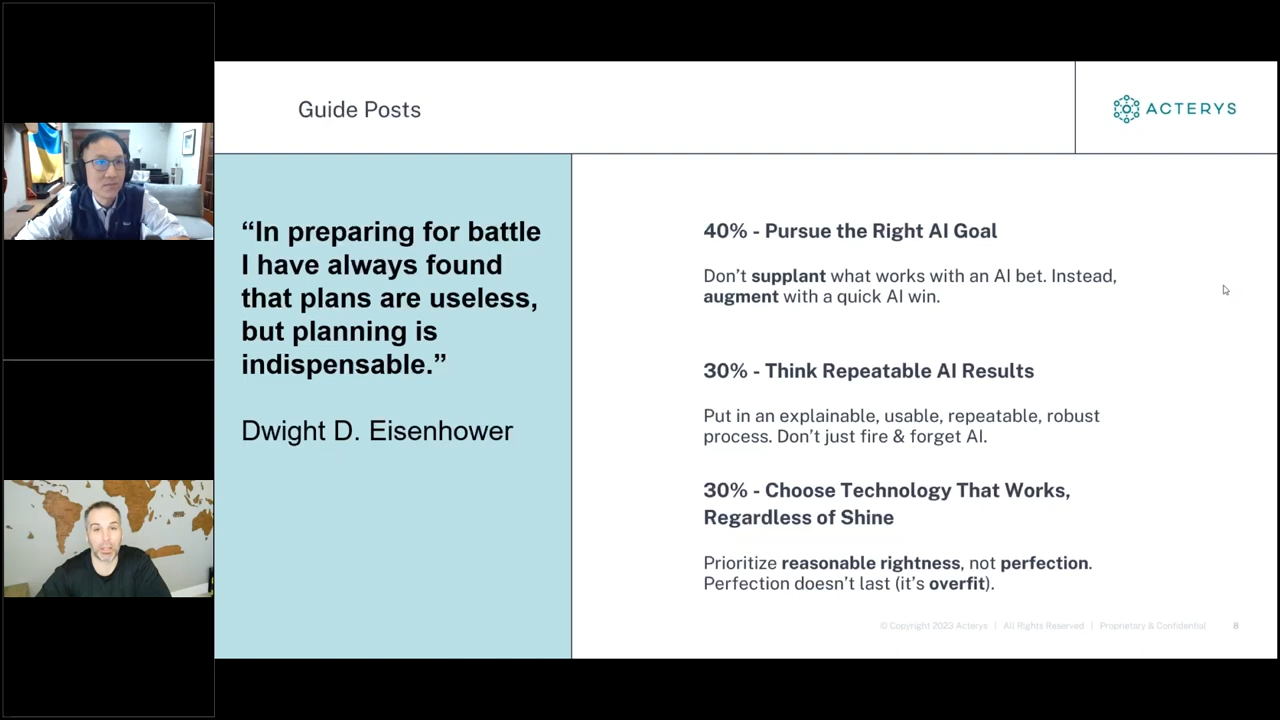 Guide Posts
ACTERYS
“In preparing for battle
I have always found
that plans are useless,
but planning is
indispensable.”
Dwight D. Eisenhower
40% - Pursue the Right AI Goal
Don’t supplant what works with an AI bet. Instead,
augment with a quick AI win.
30% - Think Repeatable AI Results
Put in an explainable, usable, repeatable, robust
process. Don’t just fire & forget AI.
30% - Choose Technology That Works,
Regardless of Shine
Prioritize reasonable rightness, not perfection.
Perfection doesn’t last (it’s overfit).
© Copyright 2023 Acterys | All Rights Reserved | Proprietary & Confidential 8